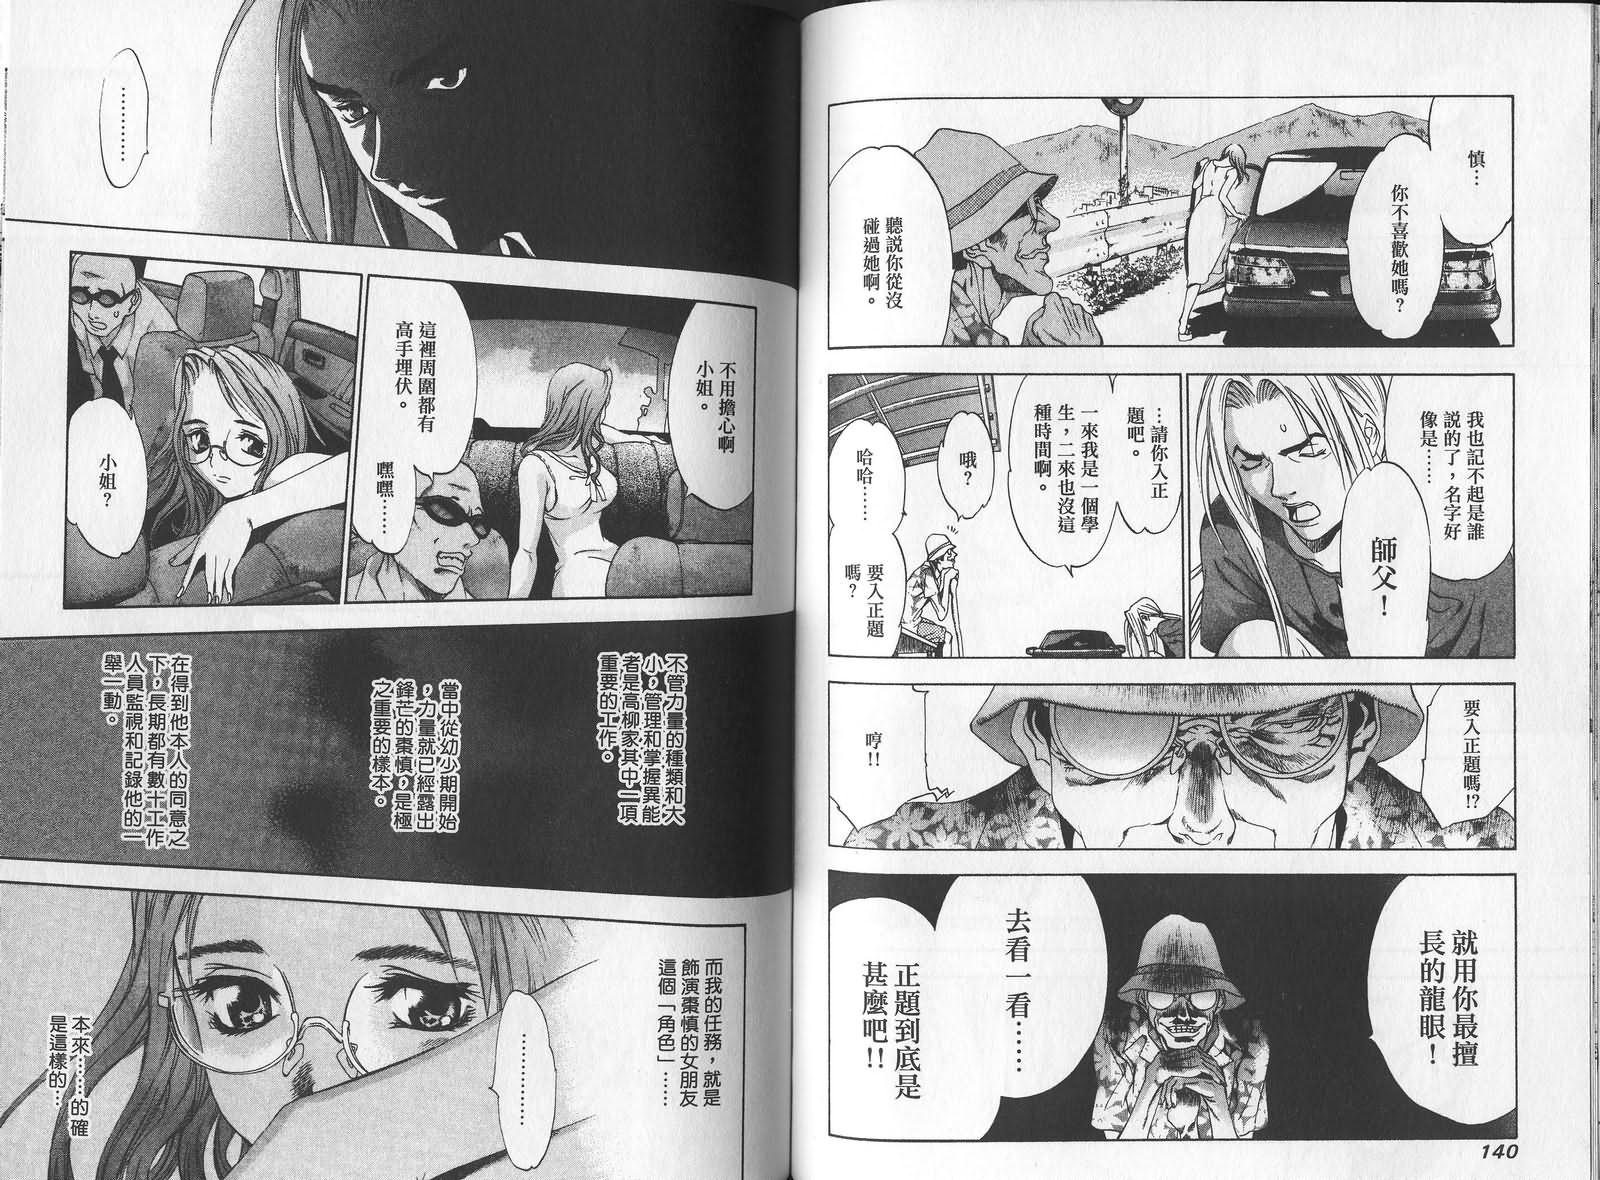 慎…
你不喜歡她嗎?
聽說你從沒
碰過她啊。
我也記不起是誰
說的了，名字好
像是……
師父!
…請你入正
題吧。
一來我是一個學
生，二來也沒這
種時間啊。
哦?
哈哈……
要入正題
嗎?
要入正題嗎!?
哼!!
就用你最擅
長的龍眼!
去看一看……
正題到底是
甚麼吧!!
140
………
不用擔心啊
小姐。
這裡周圍都有
高手埋伏。
嘿嘿……
小姐?
不管力量的種類和大
小，管理和掌握異能
者是高柳家其中一項
重要的工作。
當中從幼小期開始
，力量就已經露出
鋒芒的棗慎，是極
之重要的樣本。
在得到他本人的同意之
下，長期都有數十工作
人員監視和記錄他的一
舉一動。
而我的任務，就是
飾演棗慎的女朋友
這個「角色」……
………
本來……的確
是這樣的…